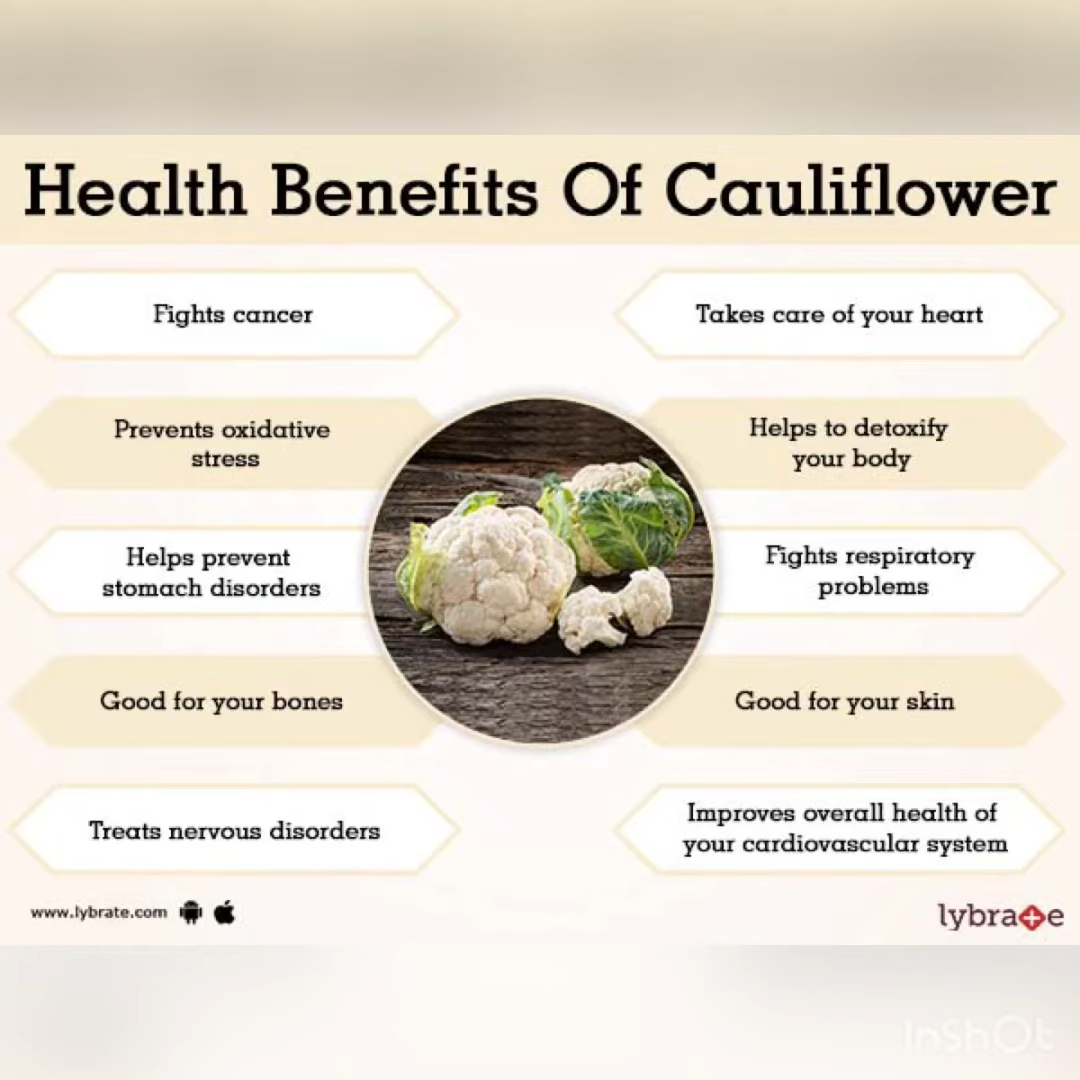 Health Benefits Of Cauliflower
Fights cancer
Takes care of your heart
Prevents oxidative
stress
Helps to detoxify
your body
Helps prevent
stomach disorders
Fights respiratory
problems
Good for your bones
Good for your skin
Treats nervous disorders
Improves overall health of
your cardiovascular system
www.lybrate.com
lybrate
InShOt